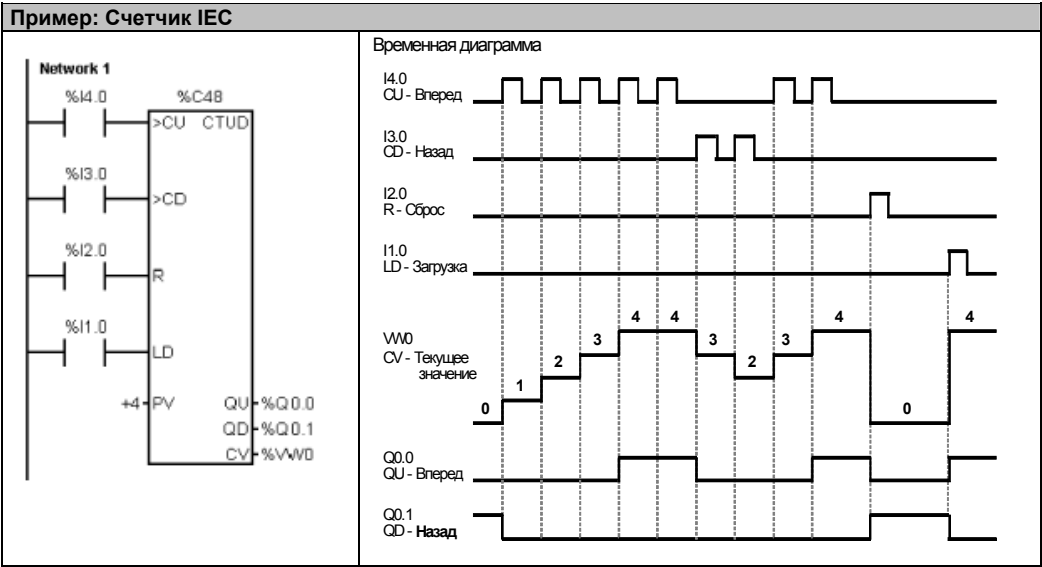 Пример: Счетчик IEC
Network 1
%I4.0
%C48
>CU CTUD
%I3.0
>CD
%I2.0
R
%I1.0
LD
+4 PV
QU %Q0.0
QD %Q0.1
CV %VW0
Временная диаграмма
I4.0
CU - Вперед
I3.0
CD - Назад
I2.0
R - Сброс
I1.0
LD - Загрузка
VW0
CV - Текущее
значение
0 1 2 3 4 4 3 2 3 4 0 4
Q0.0
QU - Вперед
Q0.1
QD - Назад